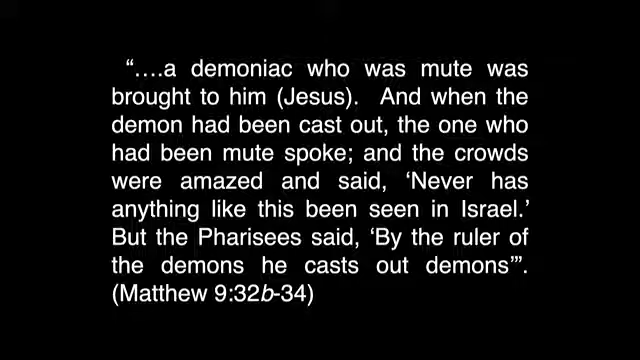 “….a demoniac who was mute was
brought to him (Jesus). And when the
demon had been cast out, the one who
had been mute spoke; and the crowds
were amazed and said, ‘Never has
anything like this been seen in Israel.’
But the Pharisees said, ‘By the ruler of
the demons he casts out demons’”.
(Matthew 9:32b-34)